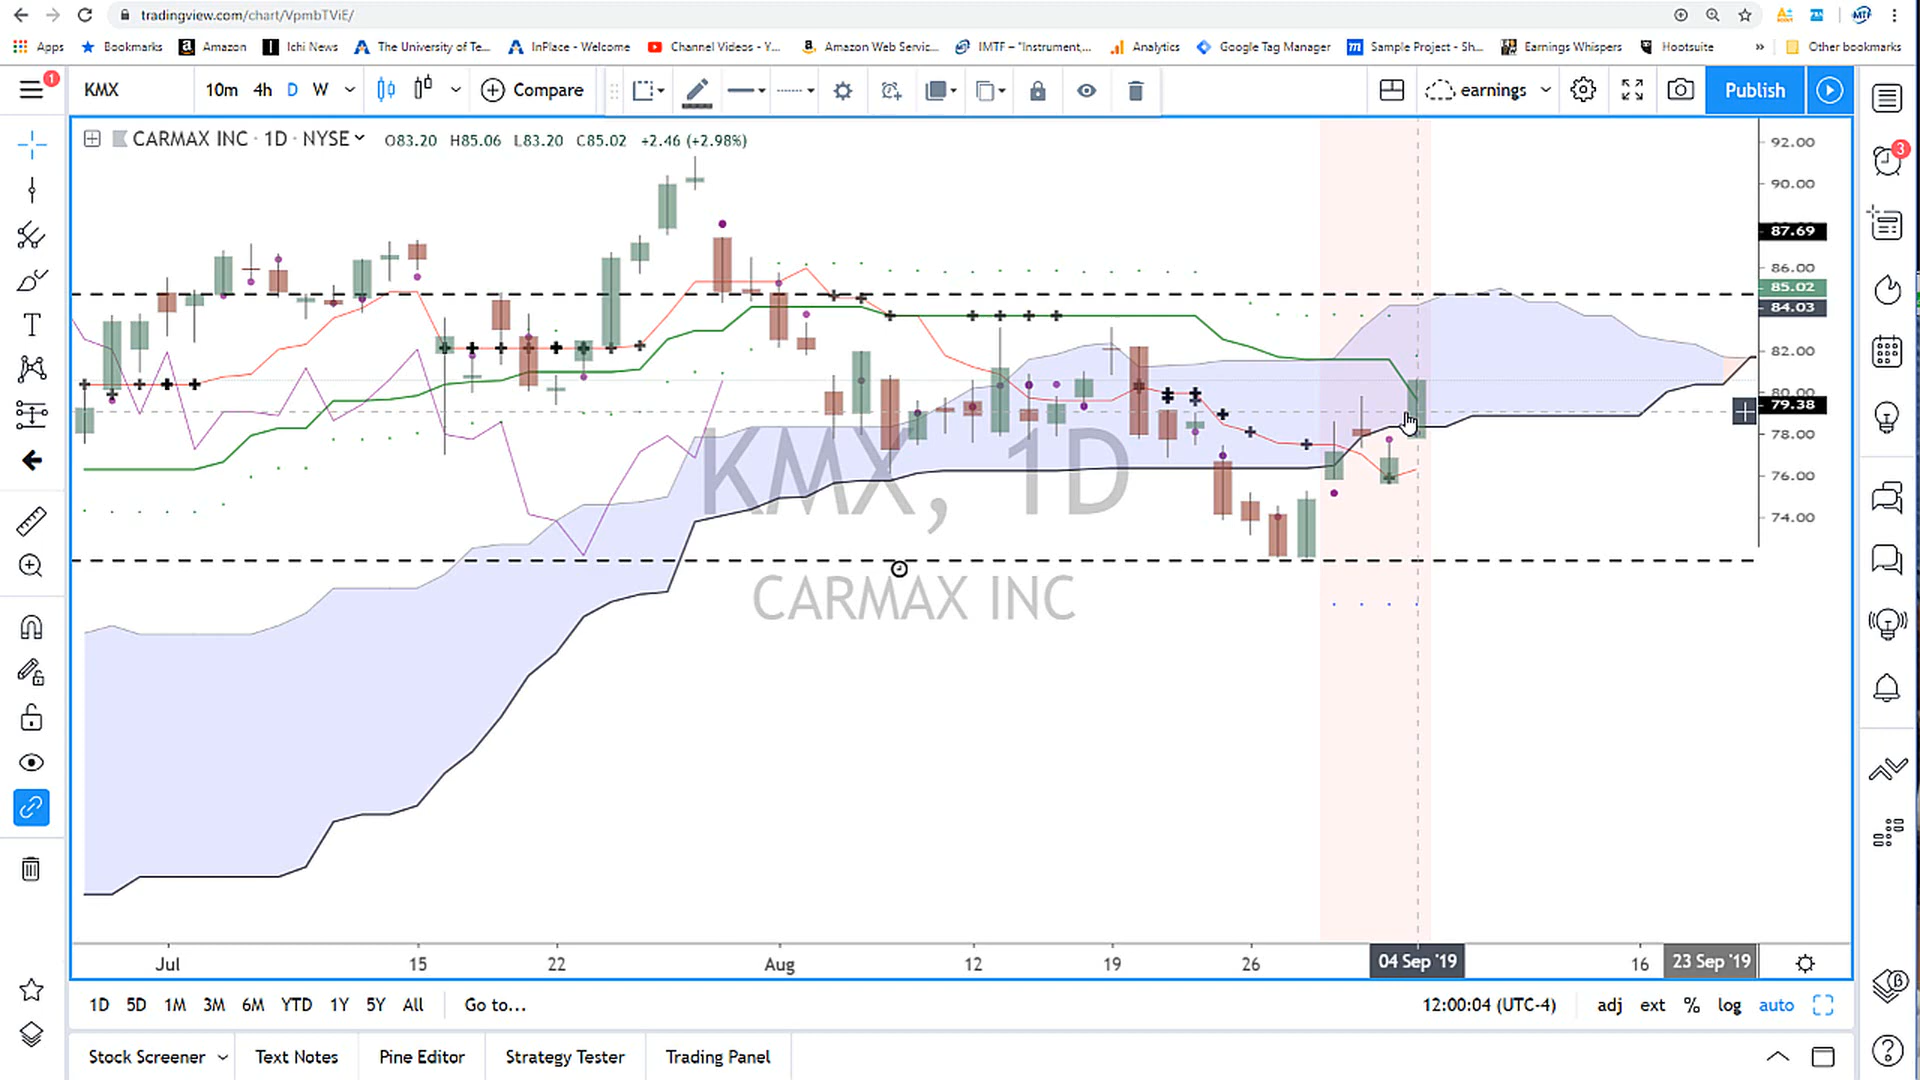 tradingview.com/chart/VpmbTViE/
Apps Bookmarks Amazon Ichi News The University of Te... InPlace - Welcome Channel Videos - Y... Amazon Web Servic... IMTF – "Instrument,... Analytics Google Tag Manager Sample Project - Sh... Earnings Whispers Hootsuite » Other bookmarks
1 KMX 10m 4h D W Compare earnings Publish
CARMAX INC · 1D · NYSE O83.20 H85.06 L83.20 C85.02 +2.46 (+2.98%)
92.00
3
90.00
87.69
86.00
85.02
84.03
82.00
80.00
79.38
78.00
76.00
74.00
KMX, 1D
CARMAX INC
Jul 15 22 Aug 12 19 26 04 Sep '19 16 23 Sep '19
1D 5D 1M 3M 6M YTD 1Y 5Y All Go to... 12:00:04 (UTC-4) adj ext % log auto
Stock Screener Text Notes Pine Editor Strategy Tester Trading Panel